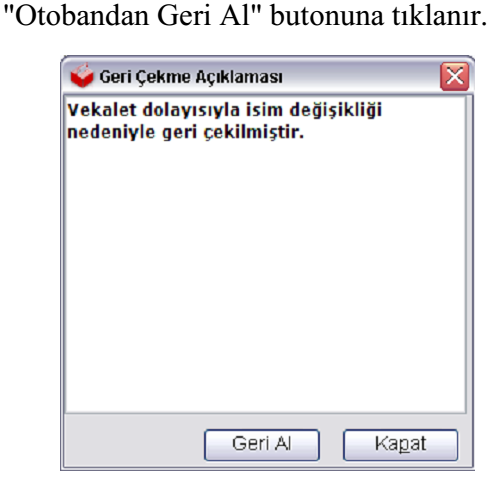 "Otobandan Geri Al" butonuna tıklanır.
Geri Çekme Açıklaması
Vekalet dolayısıyla isim değişikliği
nedeniyle geri çekilmiştir.
Geri Al
Kapat